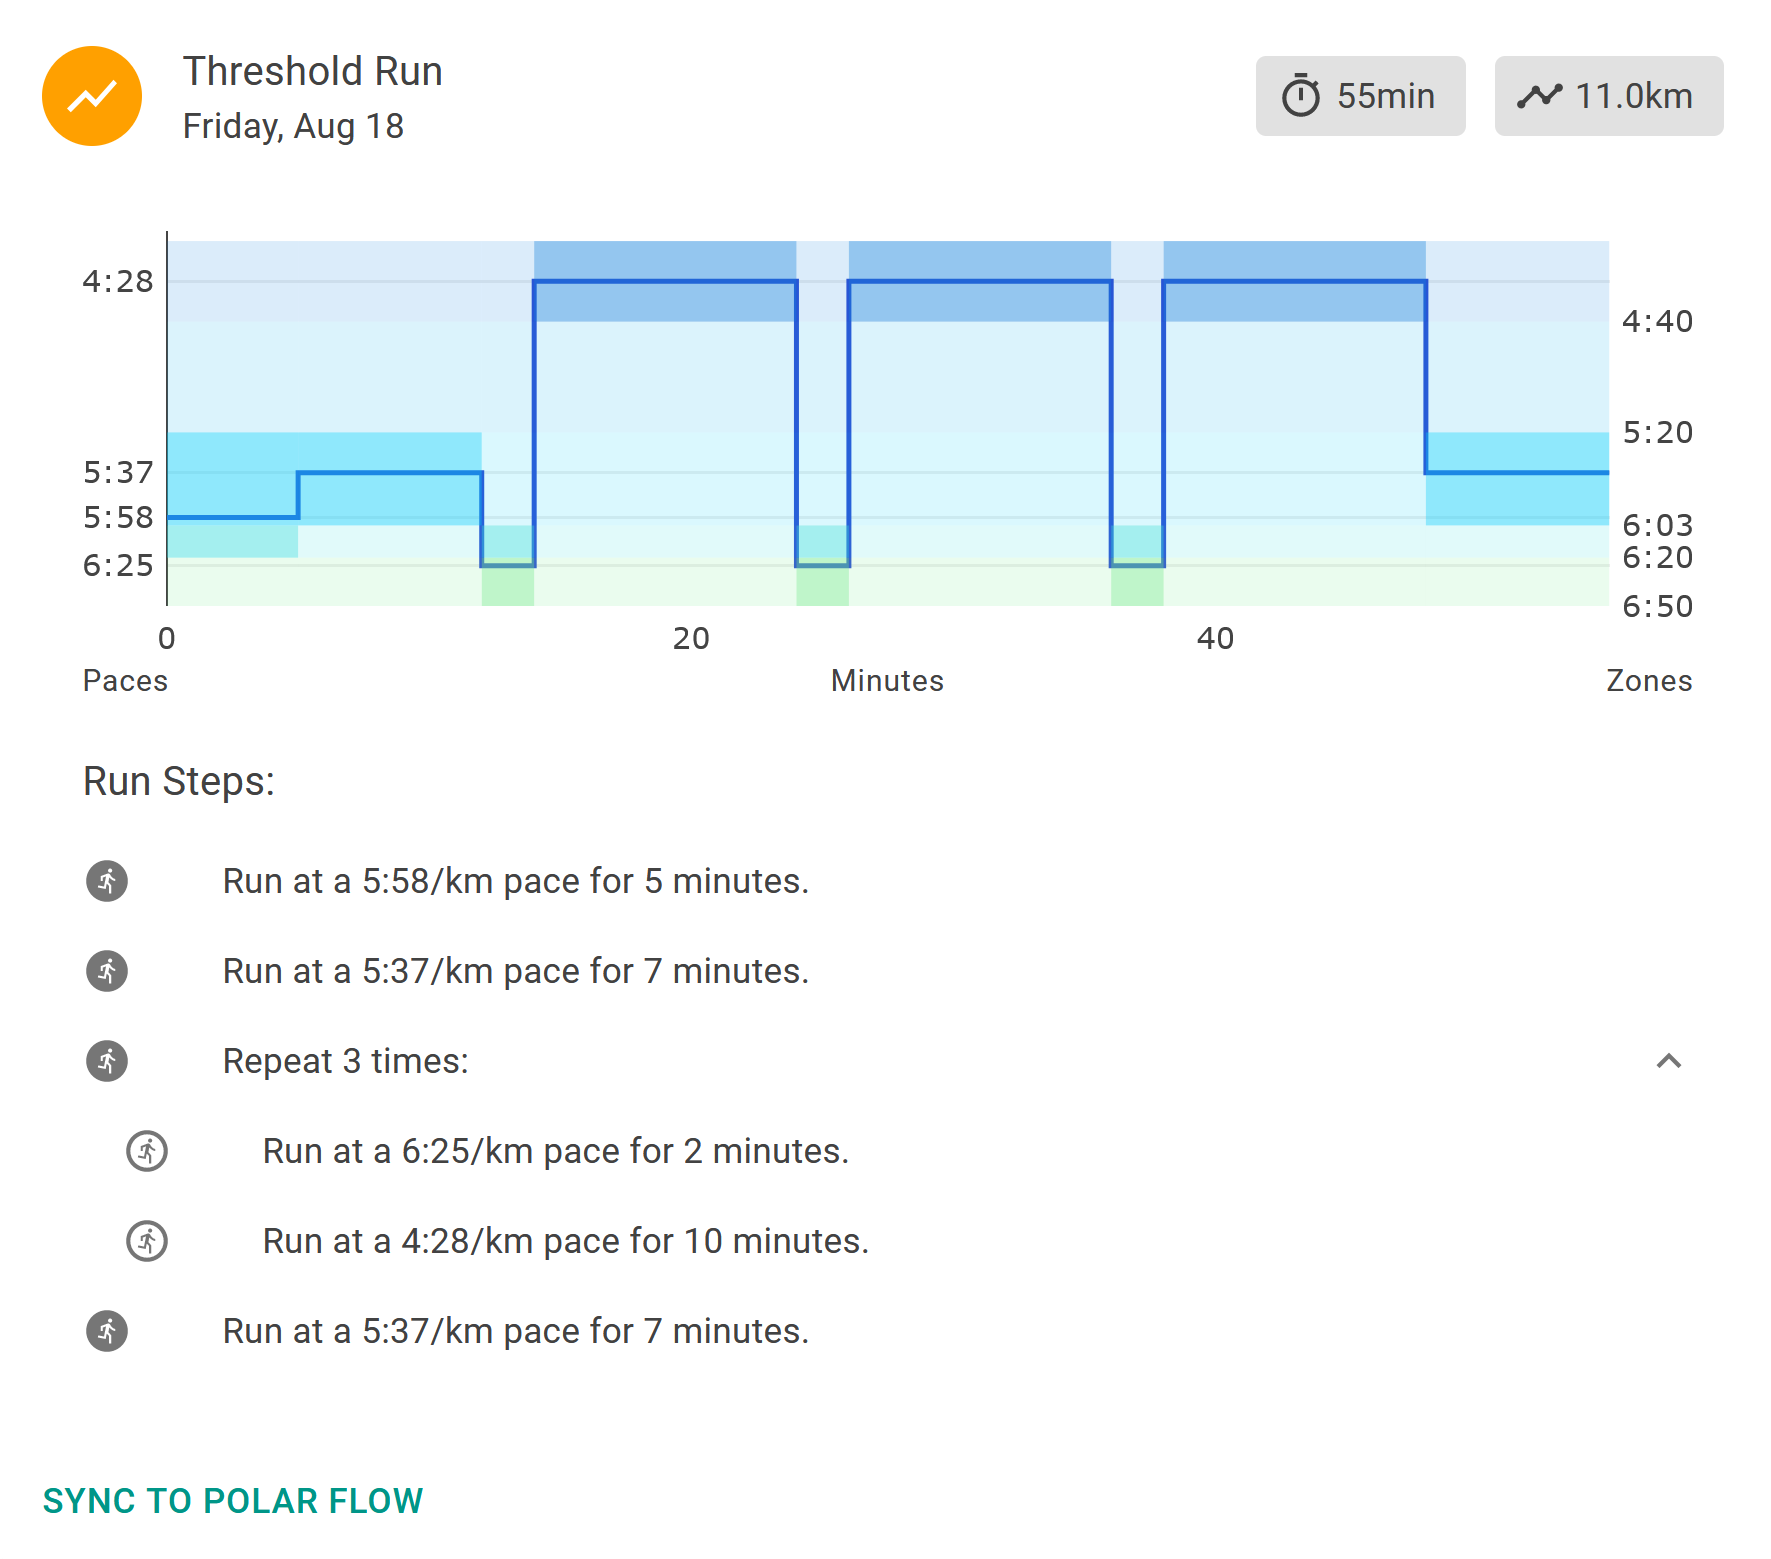 Threshold Run
Friday, Aug 18
55min
11.0km
4:28
5:37
5:58
6:25
4:40
5:20
6:03
6:20
6:50
0 20 40
Paces Minutes Zones
Run Steps:
Run at a 5:58/km pace for 5 minutes.
Run at a 5:37/km pace for 7 minutes.
Repeat 3 times:
Run at a 6:25/km pace for 2 minutes.
Run at a 4:28/km pace for 10 minutes.
Run at a 5:37/km pace for 7 minutes.
SYNC TO POLAR FLOW